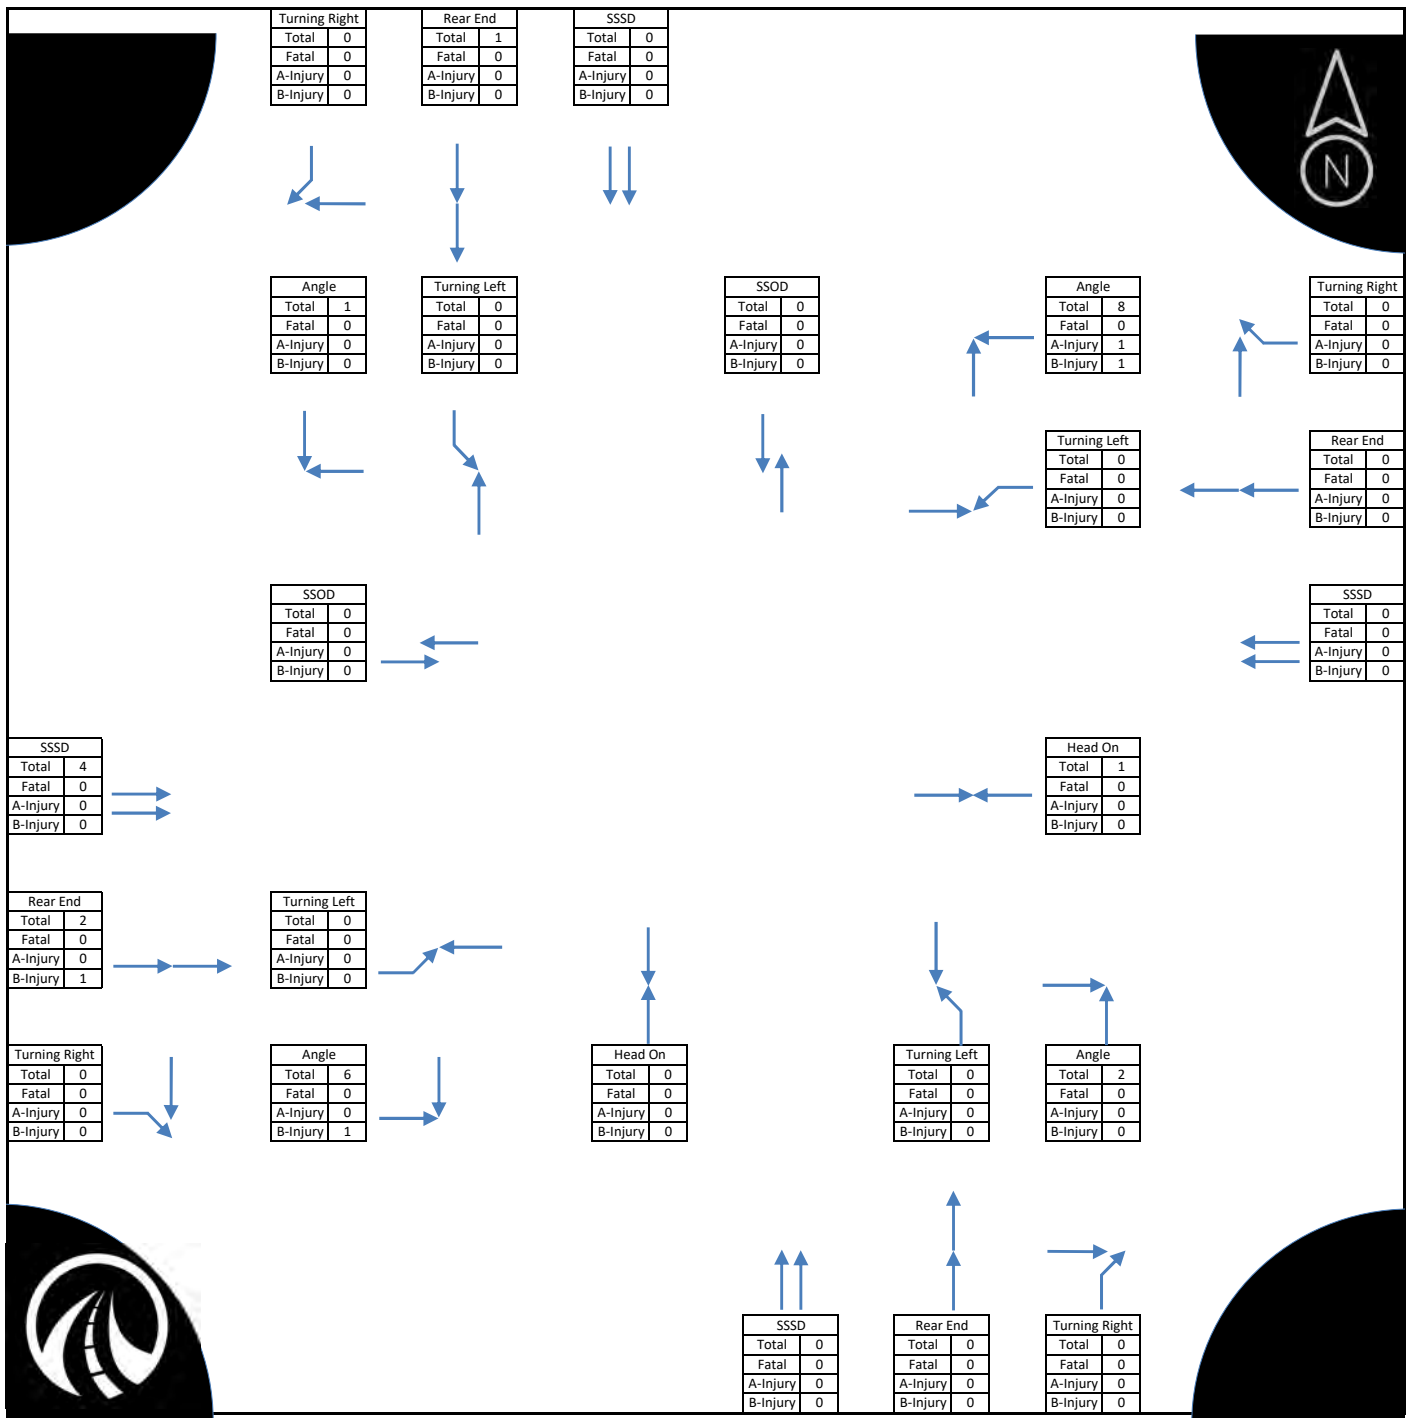 Turning Right
Total 0
Fatal 0
A-Injury 0
B-Injury 0
Rear End
Total 1
Fatal 0
A-Injury 0
B-Injury 0
SSSD
Total 0
Fatal 0
A-Injury 0
B-Injury 0
N
Angle
Total 1
Fatal 0
A-Injury 0
B-Injury 0
Turning Left
Total 0
Fatal 0
A-Injury 0
B-Injury 0
SSOD
Total 0
Fatal 0
A-Injury 0
B-Injury 0
Angle
Total 8
Fatal 0
A-Injury 1
B-Injury 1
Turning Right
Total 0
Fatal 0
A-Injury 0
B-Injury 0
Turning Left
Total 0
Fatal 0
A-Injury 0
B-Injury 0
Rear End
Total 0
Fatal 0
A-Injury 0
B-Injury 0
SSOD
Total 0
Fatal 0
A-Injury 0
B-Injury 0
SSSD
Total 0
Fatal 0
A-Injury 0
B-Injury 0
SSSD
Total 4
Fatal 0
A-Injury 0
B-Injury 0
Head On
Total 1
Fatal 0
A-Injury 0
B-Injury 0
Rear End
Total 2
Fatal 0
A-Injury 0
B-Injury 1
Turning Left
Total 0
Fatal 0
A-Injury 0
B-Injury 0
Turning Right
Total 0
Fatal 0
A-Injury 0
B-Injury 0
Angle
Total 6
Fatal 0
A-Injury 0
B-Injury 1
Head On
Total 0
Fatal 0
A-Injury 0
B-Injury 0
Turning Left
Total 0
Fatal 0
A-Injury 0
B-Injury 0
Angle
Total 2
Fatal 0
A-Injury 0
B-Injury 0
SSSD
Total 0
Fatal 0
A-Injury 0
B-Injury 0
Rear End
Total 0
Fatal 0
A-Injury 0
B-Injury 0
Turning Right
Total 0
Fatal 0
A-Injury 0
B-Injury 0